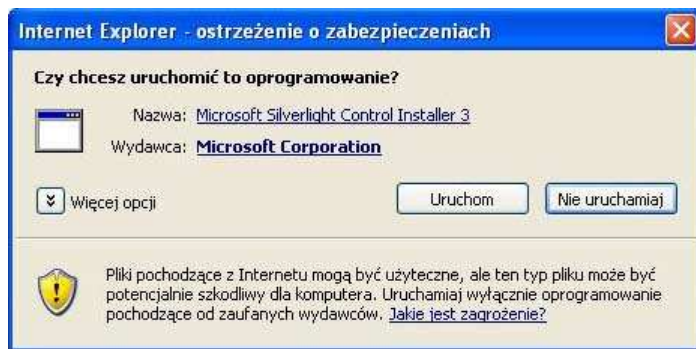 Internet Explorer - ostrzeżenie o zabezpieczeniach
Czy chcesz uruchomić to oprogramowanie?
Nazwa: Microsoft Silverlight Control Installer 3
Wydawca: Microsoft Corporation
Więcej opcji
Uruchom
Nie uruchamiaj
Pliki pochodzące z Internetu mogą być użyteczne, ale ten typ pliku może być
potencjalnie szkodliwy dla komputera. Uruchamiaj wyłącznie oprogramowanie
pochodzące od zaufanych wydawców. Jakie jest zagrożenie?